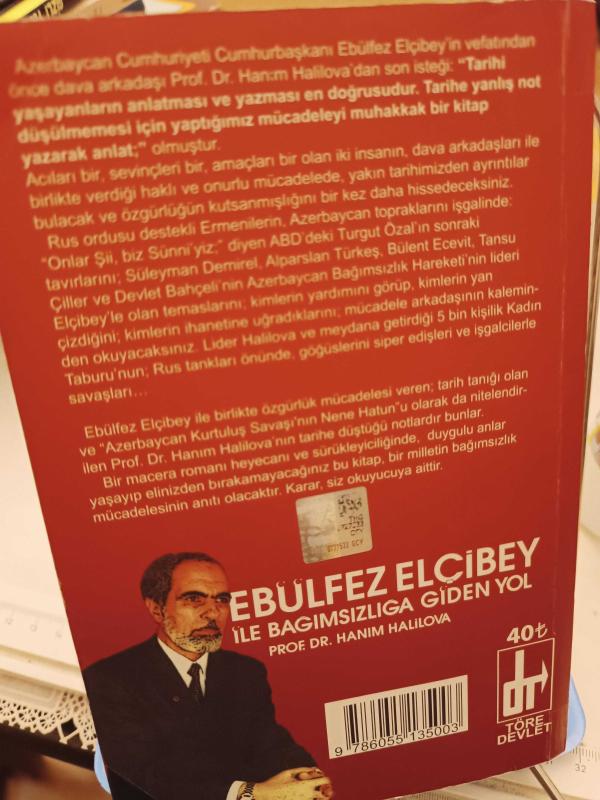 Azerbaycan Cumhuriyeti Cumhurbaşkanı Ebülfez Elçibey'in vefatından
önce dava arkadaşı Prof. Dr. Hanım Halilova'dan son isteği: "Tarihi
yaşayanların anlatması ve yazması en doğrusudur. Tarihe yanlış not
düşülmemesi için yaptığımız mücadeleyi muhakkak bir kitap
yazarak anlat;" olmuştur.
Acıları bir, sevinçleri bir, amaçları bir olan iki insanın, dava arkadaşları ile
birlikte verdiği haklı ve onurlu mücadelede, yakın tarihimizden ayrıntılar
bulacak ve özgürlüğün kutsanmışlığını bir kez daha hissedeceksiniz.
Rus ordusu destekli Ermenilerin, Azerbaycan topraklarını işgalinde:
"Onlar Şii, biz Sünni'yiz;" diyen ABD'deki Turgut Özal'ın sonraki
tavırlarını; Süleyman Demirel, Alparslan Türkeş, Bülent Ecevit, Tansu
Çiller ve Devlet Bahçeli'nin Azerbaycan Bağımsızlık Hareketi'nin lideri
Elçibey'le olan temaslarını; kimlerin yardımını görüp, kimlerin yan
çizdiğini; kimlerin ihanetine uğradıklarını; mücadele arkadaşının kalemin-
den okuyacaksınız. Lider Halilova ve meydana getirdiği 5 bin kişilik Kadın
Taburu'nun; Rus tankları önünde, göğüslerini siper edişleri ve işgalcilerle
savaşları...
Ebülfez Elçibey ile birlikte özgürlük mücadelesi veren; tarih tanığı olan
ve "Azerbaycan Kurtuluş Savaşı'nın Nene Hatun"u olarak da nitelendir-
ilen Prof. Dr. Hanım Halilova'nın tarihe düştüğü notlardır bunlar.
Bir macera romanı heyecanı ve sürükleyiciliğinde, duygulu anlar
yaşayıp elinizden bırakamayacağınız bu kitap, bir milletin bağımsızlık
mücadelesinin anıtı olacaktır. Karar, siz okuyucuya aittir.
EBÜLFEZ ELÇİBEY
İLE BAGIMSIZLIGA GİDEN YOL
PROF. DR. HANIM HALİLOVA
40₺
dr
TÖRE
DEVLET
9 786055 135003
32